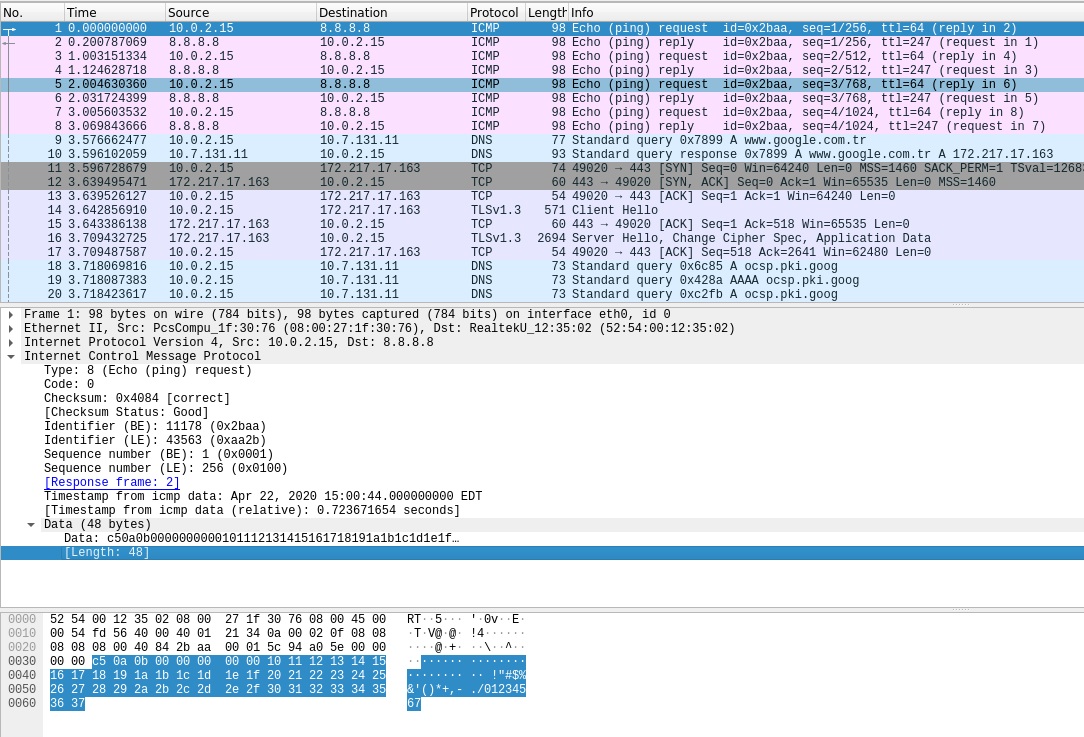 No. Time Source Destination Protocol Length Info
1 0.000000000 10.0.2.15 8.8.8.8 ICMP 98 Echo (ping) request  id=0x2baa, seq=1/256, ttl=64 (reply in 2)
2 0.200787069 8.8.8.8 10.0.2.15 ICMP 98 Echo (ping) reply    id=0x2baa, seq=1/256, ttl=247 (request in 1)
3 1.003151334 10.0.2.15 8.8.8.8 ICMP 98 Echo (ping) request  id=0x2baa, seq=2/512, ttl=64 (reply in 4)
4 1.124628718 8.8.8.8 10.0.2.15 ICMP 98 Echo (ping) reply    id=0x2baa, seq=2/512, ttl=247 (request in 3)
5 2.004630360 10.0.2.15 8.8.8.8 ICMP 98 Echo (ping) request  id=0x2baa, seq=3/768, ttl=64 (reply in 6)
6 2.031724399 8.8.8.8 10.0.2.15 ICMP 98 Echo (ping) reply    id=0x2baa, seq=3/768, ttl=247 (request in 5)
7 3.005603532 10.0.2.15 8.8.8.8 ICMP 98 Echo (ping) request  id=0x2baa, seq=4/1024, ttl=64 (reply in 8)
8 3.069843666 8.8.8.8 10.0.2.15 ICMP 98 Echo (ping) reply    id=0x2baa, seq=4/1024, ttl=247 (request in 7)
9 3.576662477 10.0.2.15 10.7.131.11 DNS 77 Standard query 0x7899 A www.google.com.tr
10 3.596102059 10.7.131.11 10.0.2.15 DNS 93 Standard query response 0x7899 A www.google.com.tr A 172.217.17.163
11 3.596728679 10.0.2.15 172.217.17.163 TCP 74 49020 → 443 [SYN] Seq=0 Win=64240 Len=0 MSS=1460 SACK_PERM=1 TSval=1268
12 3.639495471 172.217.17.163 10.0.2.15 TCP 60 443 → 49020 [SYN, ACK] Seq=0 Ack=1 Win=65535 Len=0 MSS=1460
13 3.639526127 10.0.2.15 172.217.17.163 TCP 54 49020 → 443 [ACK] Seq=1 Ack=1 Win=64240 Len=0
14 3.642856910 10.0.2.15 172.217.17.163 TLSv1.3 571 Client Hello
15 3.643386138 172.217.17.163 10.0.2.15 TCP 60 443 → 49020 [ACK] Seq=1 Ack=518 Win=65535 Len=0
16 3.709432725 172.217.17.163 10.0.2.15 TLSv1.3 2694 Server Hello, Change Cipher Spec, Application Data
17 3.709487587 10.0.2.15 172.217.17.163 TCP 54 49020 → 443 [ACK] Seq=518 Ack=2641 Win=62480 Len=0
18 3.718069816 10.0.2.15 10.7.131.11 DNS 73 Standard query 0x6c85 A ocsp.pki.goog
19 3.718087383 10.0.2.15 10.7.131.11 DNS 73 Standard query 0x428a AAAA ocsp.pki.goog
20 3.718423617 10.0.2.15 10.7.131.11 DNS 73 Standard query 0xc2fb A ocsp.pki.goog
Frame 1: 98 bytes on wire (784 bits), 98 bytes captured (784 bits) on interface eth0, id 0
Ethernet II, Src: PcsCompu_1f:30:76 (08:00:27:1f:30:76), Dst: RealtekU_12:35:02 (52:54:00:12:35:02)
Internet Protocol Version 4, Src: 10.0.2.15, Dst: 8.8.8.8
Internet Control Message Protocol
Type: 8 (Echo (ping) request)
Code: 0
Checksum: 0x4084 [correct]
[Checksum Status: Good]
Identifier (BE): 11178 (0x2baa)
Identifier (LE): 43563 (0xaa2b)
Sequence number (BE): 1 (0x0001)
Sequence number (LE): 256 (0x0100)
[Response frame: 2]
Timestamp from icmp data: Apr 22, 2020 15:00:44.000000000 EDT
[Timestamp from icmp data (relative): 0.723671654 seconds]
Data (48 bytes)
Data: c50a0b0000000000101112131415161718191a1b1c1d1e1f…
[Length: 48]
0000 52 54 00 12 35 02 08 00  27 1f 30 76 08 00 45 00 RT··5··· '·0v··E·
0010 00 54 fd 56 40 00 40 01  21 34 0a 00 02 0f 08 08 ·T·V@·@· !4······
0020 08 08 08 00 40 84 2b aa  00 01 5c 94 a0 5e 00 00 ····@·+· ··\··^··
0030 00 00 c5 0a 0b 00 00 00  00 00 10 11 12 13 14 15 ········ ········
0040 16 17 18 19 1a 1b 1c 1d  1e 1f 20 21 22 23 24 25 ········ ·· !"#$%
0050 26 27 28 29 2a 2b 2c 2d  2e 2f 30 31 32 33 34 35 &'()*+,- ./012345
0060 36 37 67